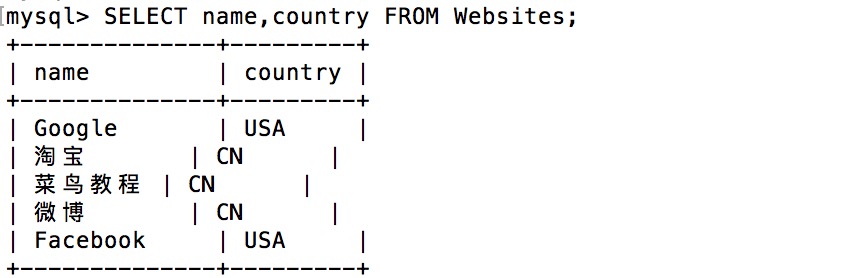 mysql> SELECT name,country FROM Websites;
+--------------+---------+
| name         | country |
+--------------+---------+
| Google       | USA     |
| 淘宝       | CN      |
| 菜鸟教程 | CN      |
| 微博       | CN      |
| Facebook     | USA     |
+--------------+---------+